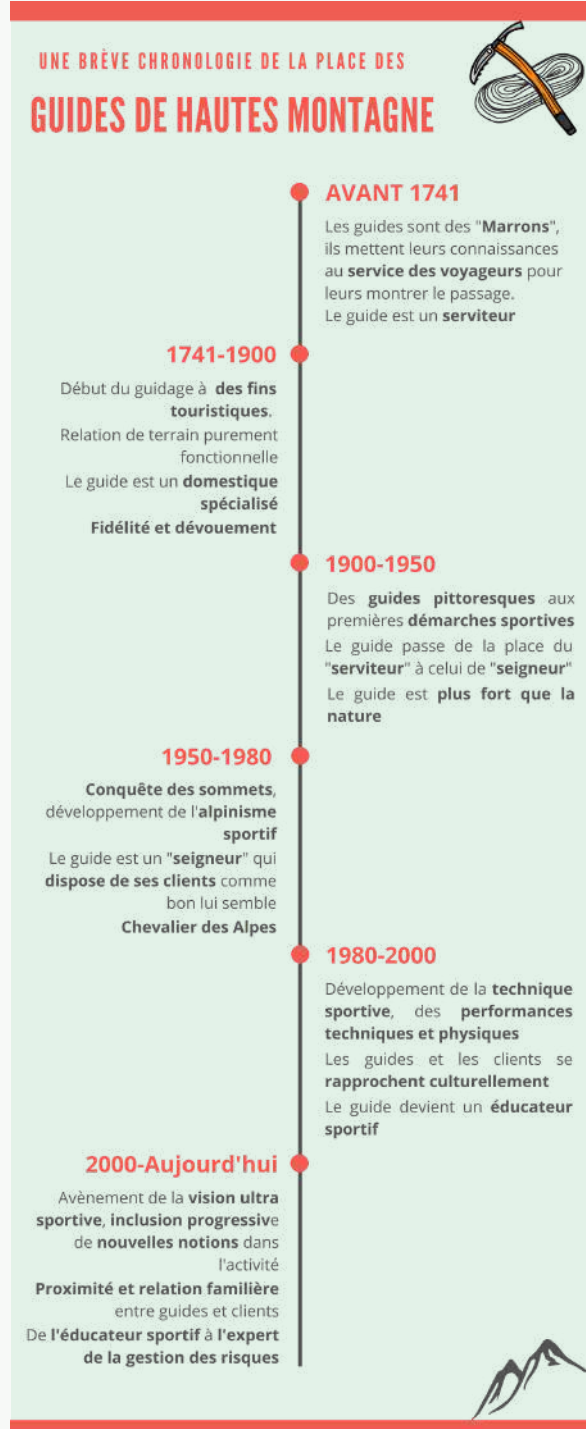 UNE BRÈVE CHRONOLOGIE DE LA PLACE DES
GUIDES DE HAUTES MONTAGNE
AVANT 1741
Les guides sont des "Marrons",
ils mettent leurs connaissances
au service des voyageurs pour
leurs montrer le passage.
Le guide est un serviteur
1741-1900
Début du guidage à des fins
touristiques.
Relation de terrain purement
fonctionnelle
Le guide est un domestique
spécialisé
Fidélité et dévouement
1900-1950
Des guides pittoresques aux
premières démarches sportives
Le guide passe de la place du
"serviteur" à celui de "seigneur"
Le guide est plus fort que la
nature
1950-1980
Conquête des sommets,
développement de l'alpinisme
sportif
Le guide est un "seigneur" qui
dispose de ses clients comme
bon lui semble
Chevalier des Alpes
1980-2000
Développement de la technique
sportive, des performances
techniques et physiques
Les guides et les clients se
rapprochent culturellement
Le guide devient un éducateur
sportif
2000-Aujourd'hui
Avènement de la vision ultra
sportive, inclusion progressive
de nouvelles notions dans
l'activité
Proximité et relation familière
entre guides et clients
De l'éducateur sportif à l'expert
de la gestion des risques